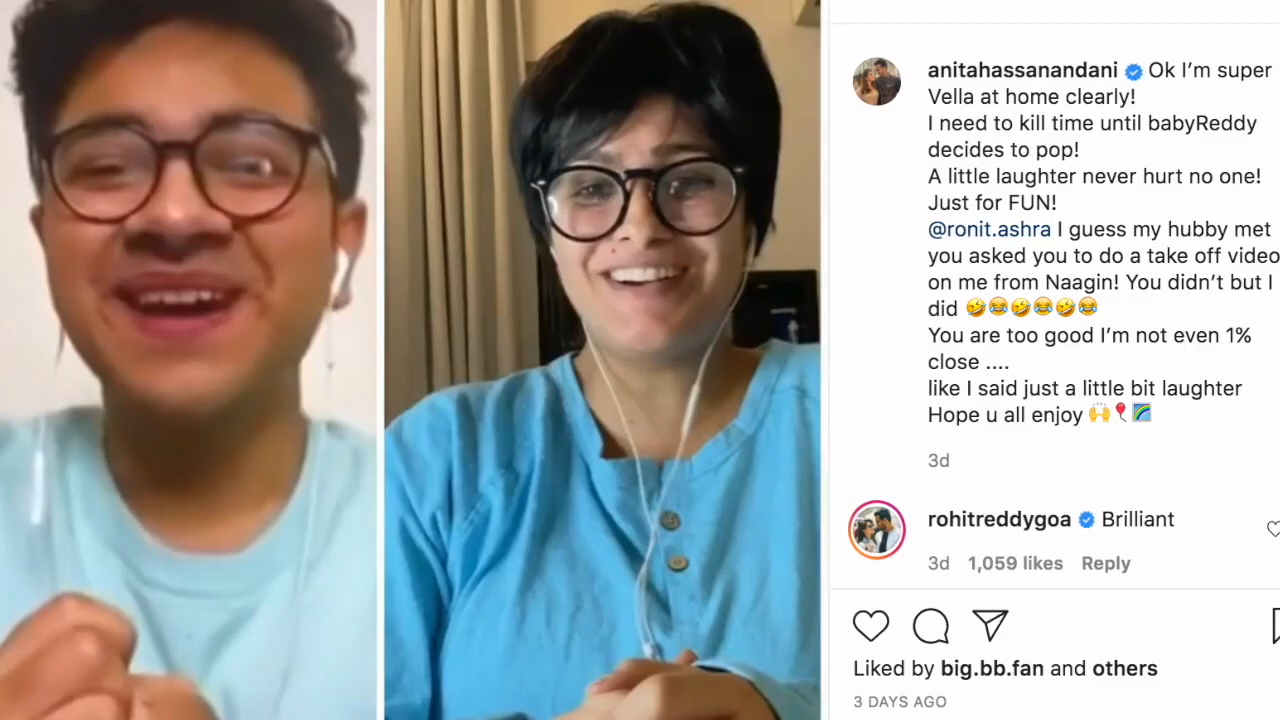 anitahassanandani Ok I’m super
Vella at home clearly!
I need to kill time until babyReddy
decides to pop!
A little laughter never hurt no one!
Just for FUN!
@ronit.ashra I guess my hubby met
you asked you to do a take off video
on me from Naagin! You didn’t but I
did 🤣😂🤣😂🤣😂
You are too good I’m not even 1%
close ....
like I said just a little bit laughter
Hope u all enjoy 🙌🎈🌈
3d
rohitreddygoa Brilliant
3d 1,059 likes Reply
Liked by big.bb.fan and others
3 DAYS AGO